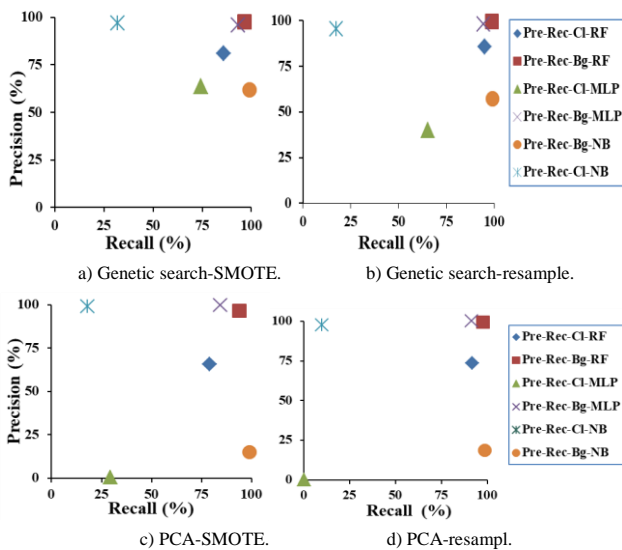 100
75
50
25
0
Precision (%)
0 25 50 75 100
Recall (%)
a) Genetic search-SMOTE.
100
75
50
25
0
0 25 50 75 100
Recall (%)
b) Genetic search-resample.
Pre-Rec-Cl-RF
Pre-Rec-Bg-RF
Pre-Rec-Cl-MLP
Pre-Rec-Bg-MLP
Pre-Rec-Bg-NB
Pre-Rec-Cl-NB
100
75
50
25
0
Precision (%)
0 25 50 75 100
Recall (%)
c) PCA-SMOTE.
100
75
50
25
0
0 25 50 75 100
Recall (%)
d) PCA-resampl.
Pre-Rec-Cl-RF
Pre-Rec-Bg-RF
Pre-Rec-Cl-MLP
Pre-Rec-Bg-MLP
Pre-Rec-Cl-NB
Pre-Rec-Bg-NB